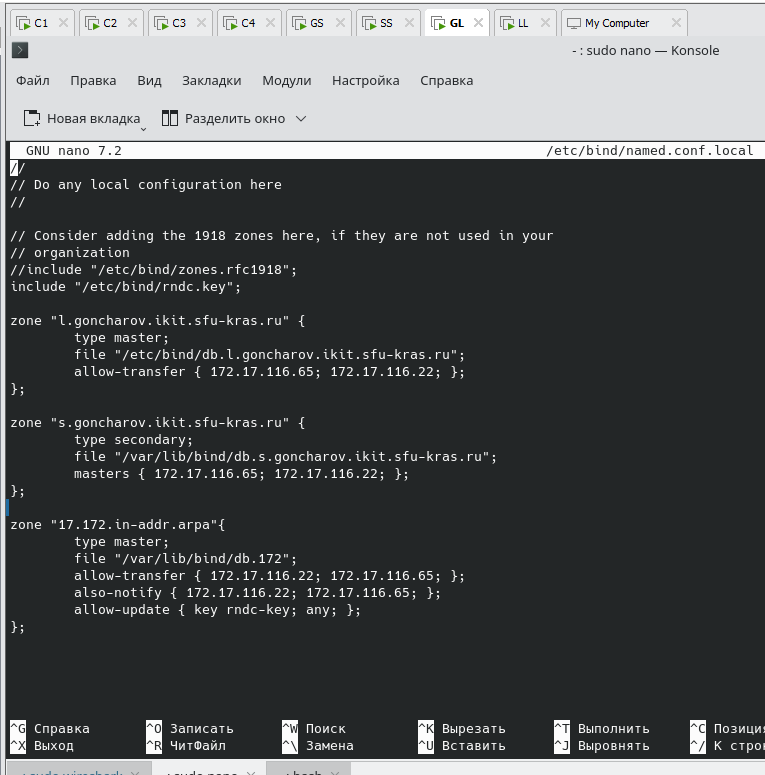 C1 C2 C3 C4 GS SS GL LL My Computer
- : sudo nano — Konsole
Файл Правка Вид Закладки Модули Настройка Справка
Новая вкладка Разделить окно
GNU nano 7.2 /etc/bind/named.conf.local
//
// Do any local configuration here
//
// Consider adding the 1918 zones here, if they are not used in your
// organization
//include "/etc/bind/zones.rfc1918";
include "/etc/bind/rndc.key";
zone "l.goncharov.ikit.sfu-kras.ru" {
type master;
file "/etc/bind/db.l.goncharov.ikit.sfu-kras.ru";
allow-transfer { 172.17.116.65; 172.17.116.22; };
};
zone "s.goncharov.ikit.sfu-kras.ru" {
type secondary;
file "/var/lib/bind/db.s.goncharov.ikit.sfu-kras.ru";
masters { 172.17.116.65; 172.17.116.22; };
};
zone "17.172.in-addr.arpa"{
type master;
file "/var/lib/bind/db.172";
allow-transfer { 172.17.116.22; 172.17.116.65; };
also-notify { 172.17.116.22; 172.17.116.65; };
allow-update { key rndc-key; any; };
};
^G Справка ^O Записать ^W Поиск ^K Вырезать ^T Выполнить ^C Позици
^X Выход ^R ЧитФайл ^\ Замена ^U Вставить ^J Выровнять ^/ К стро